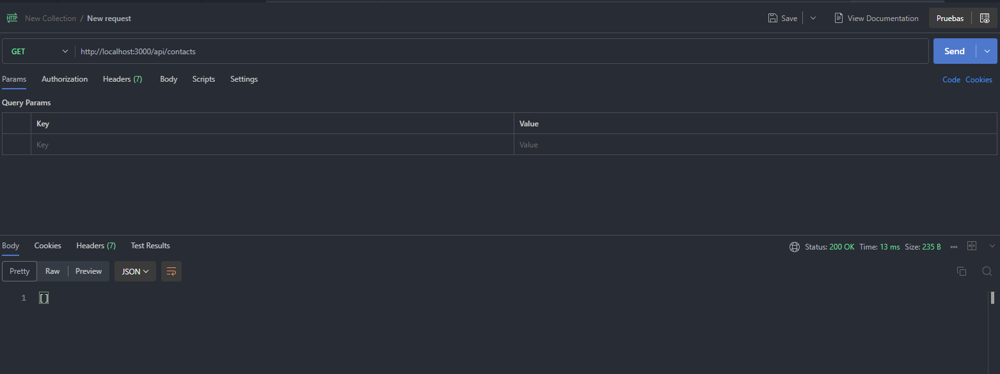 HTTP New Collection / New request Save View Documentation Pruebas
GET http://localhost:3000/api/contacts Send
Params Authorization Headers (7) Body Scripts Settings Code Cookies
Query Params
Key Value
Key Value
Body Cookies Headers (7) Test Results Status: 200 OK Time: 13 ms Size: 235 B
Pretty Raw Preview JSON
1 []